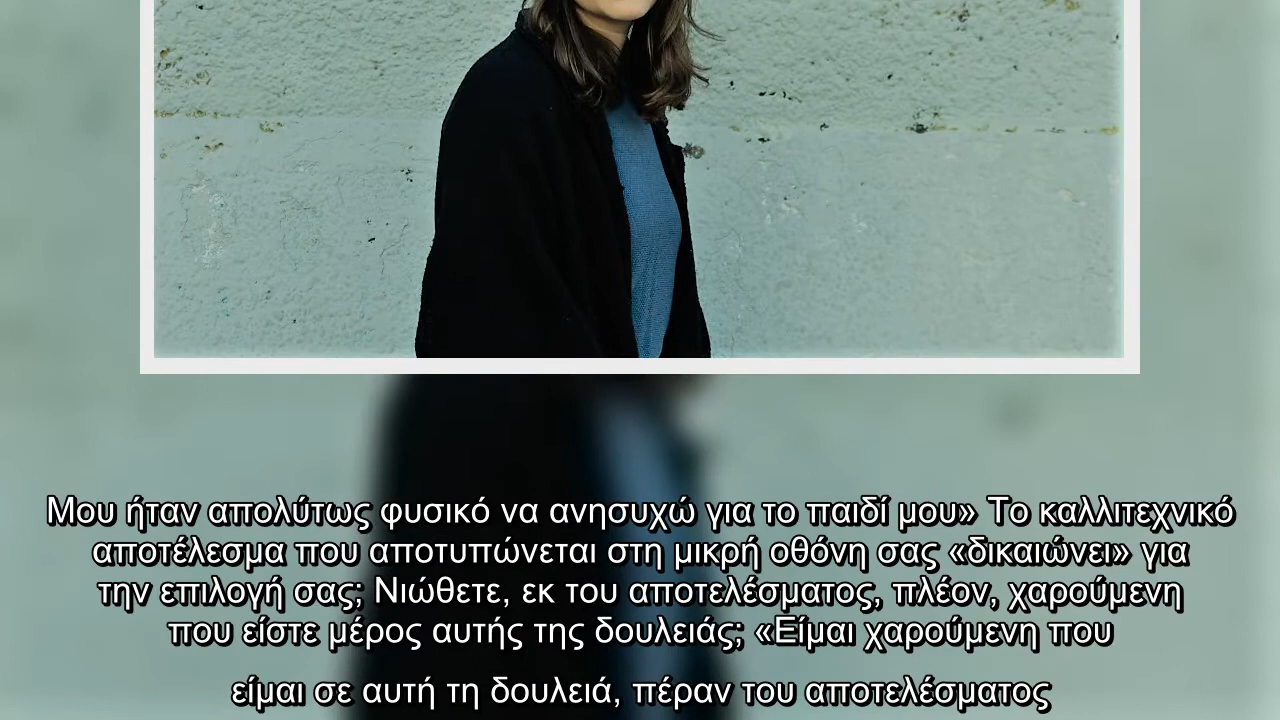 Μου ήταν απολύτως φυσικό να ανησυχώ για το παιδί μου» Το καλλιτεχνικό
αποτέλεσμα που αποτυπώνεται στη μικρή οθόνη σας «δικαιώνει» για
την επιλογή σας; Νιώθετε, εκ του αποτελέσματος, πλέον, χαρούμενη
που είστε μέρος αυτής της δουλειάς; «Είμαι χαρούμενη που
είμαι σε αυτή τη δουλειά, πέραν του αποτελέσματος